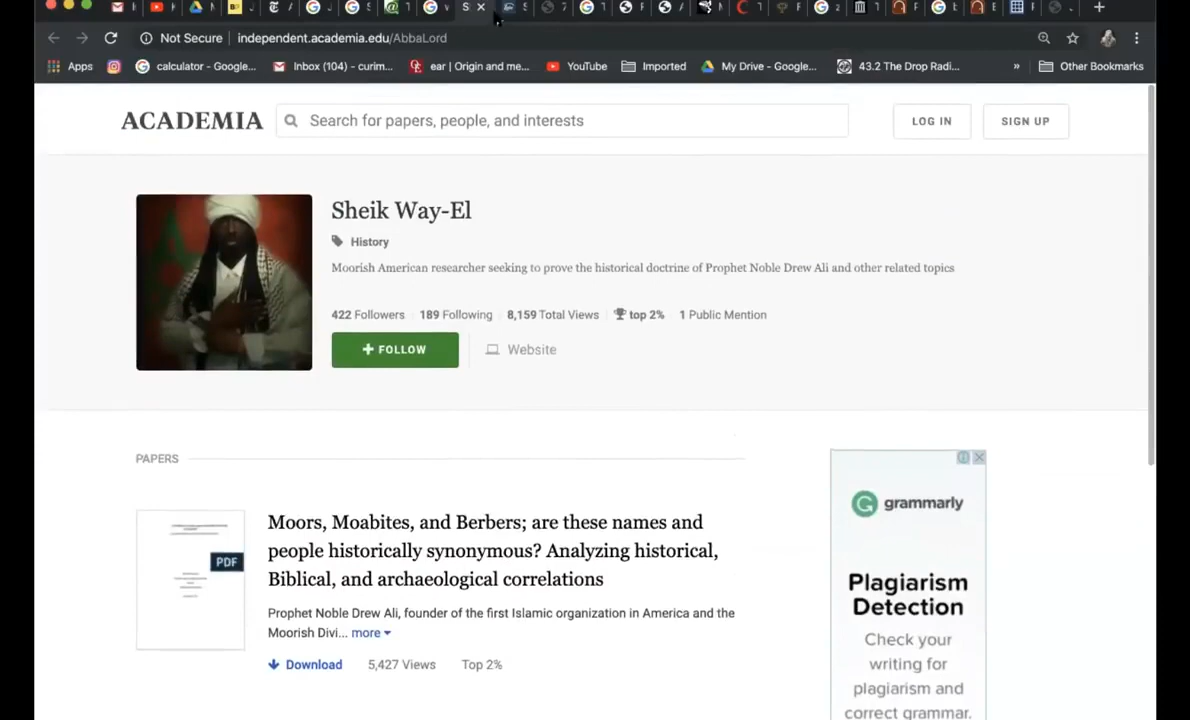 Not Secure independent.academia.edu/AbbaLord
Apps calculator - Google... Inbox (104) - curim... ear | Origin and me... YouTube Imported My Drive - Google... 43.2 The Drop Radi... » Other Bookmarks
ACADEMIA Search for papers, people, and interests LOG IN SIGN UP
Sheik Way-El
History
Moorish American researcher seeking to prove the historical doctrine of Prophet Noble Drew Ali and other related topics
422 Followers 189 Following 8,159 Total Views top 2% 1 Public Mention
+ FOLLOW Website
PAPERS
PDF
Moors, Moabites, and Berbers; are these names and
people historically synonymous? Analyzing historical,
Biblical, and archaeological correlations
Prophet Noble Drew Ali, founder of the first Islamic organization in America and the
Moorish Divi... more
Download 5,427 Views Top 2%
grammarly
Plagiarism
Detection
Check your
writing for
plagiarism and
correct grammar.